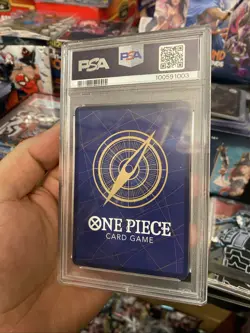 PSA
PSA
100591003
ONE PIECE
CARD GAME